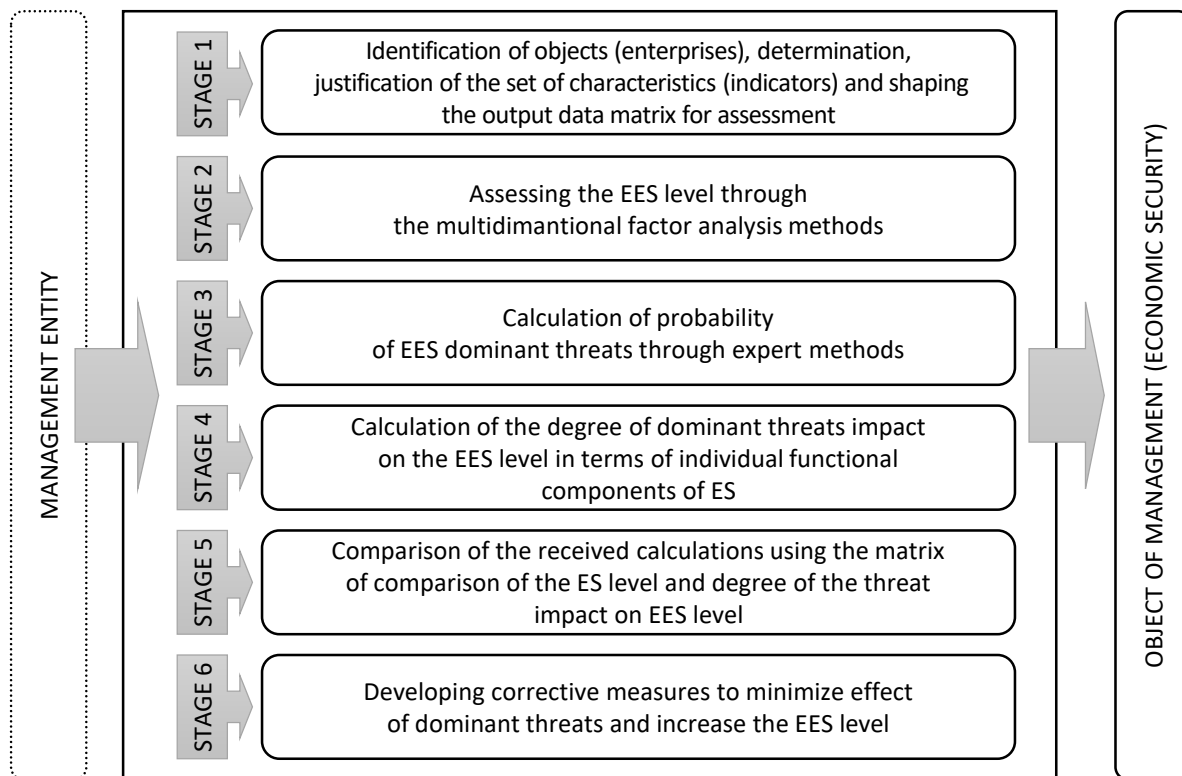 MANAGEMENT ENTITY
STAGE 1
Identification of objects (enterprises), determination,
justification of the set of characteristics (indicators) and shaping
the output data matrix for assessment
STAGE 2
Assessing the EES level through
the multidimantional factor analysis methods
STAGE 3
Calculation of probability
of EES dominant threats through expert methods
STAGE 4
Calculation of the degree of dominant threats impact
on the EES level in terms of individual functional
components of ES
STAGE 5
Comparison of the received calculations using the matrix
of comparison of the ES level and degree of the threat
impact on EES level
STAGE 6
Developing corrective measures to minimize effect
of dominant threats and increase the EES level
OBJECT OF MANAGEMENT (ECONOMIC SECURITY)